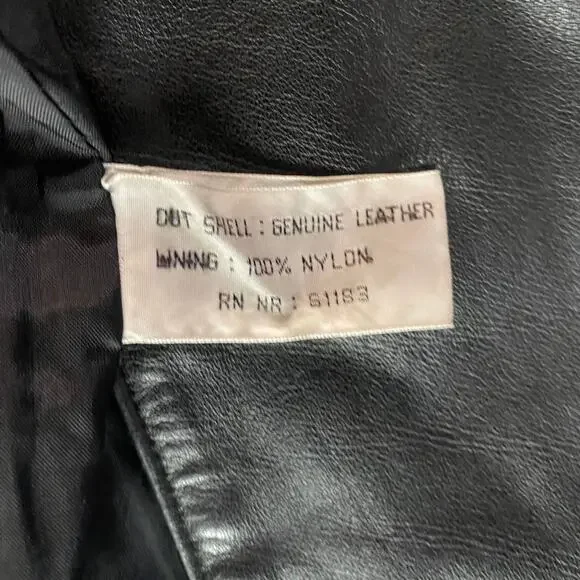 OUT SHELL : GENUINE LEATHER
LINING : 100% NYLON
RN NR : 61183